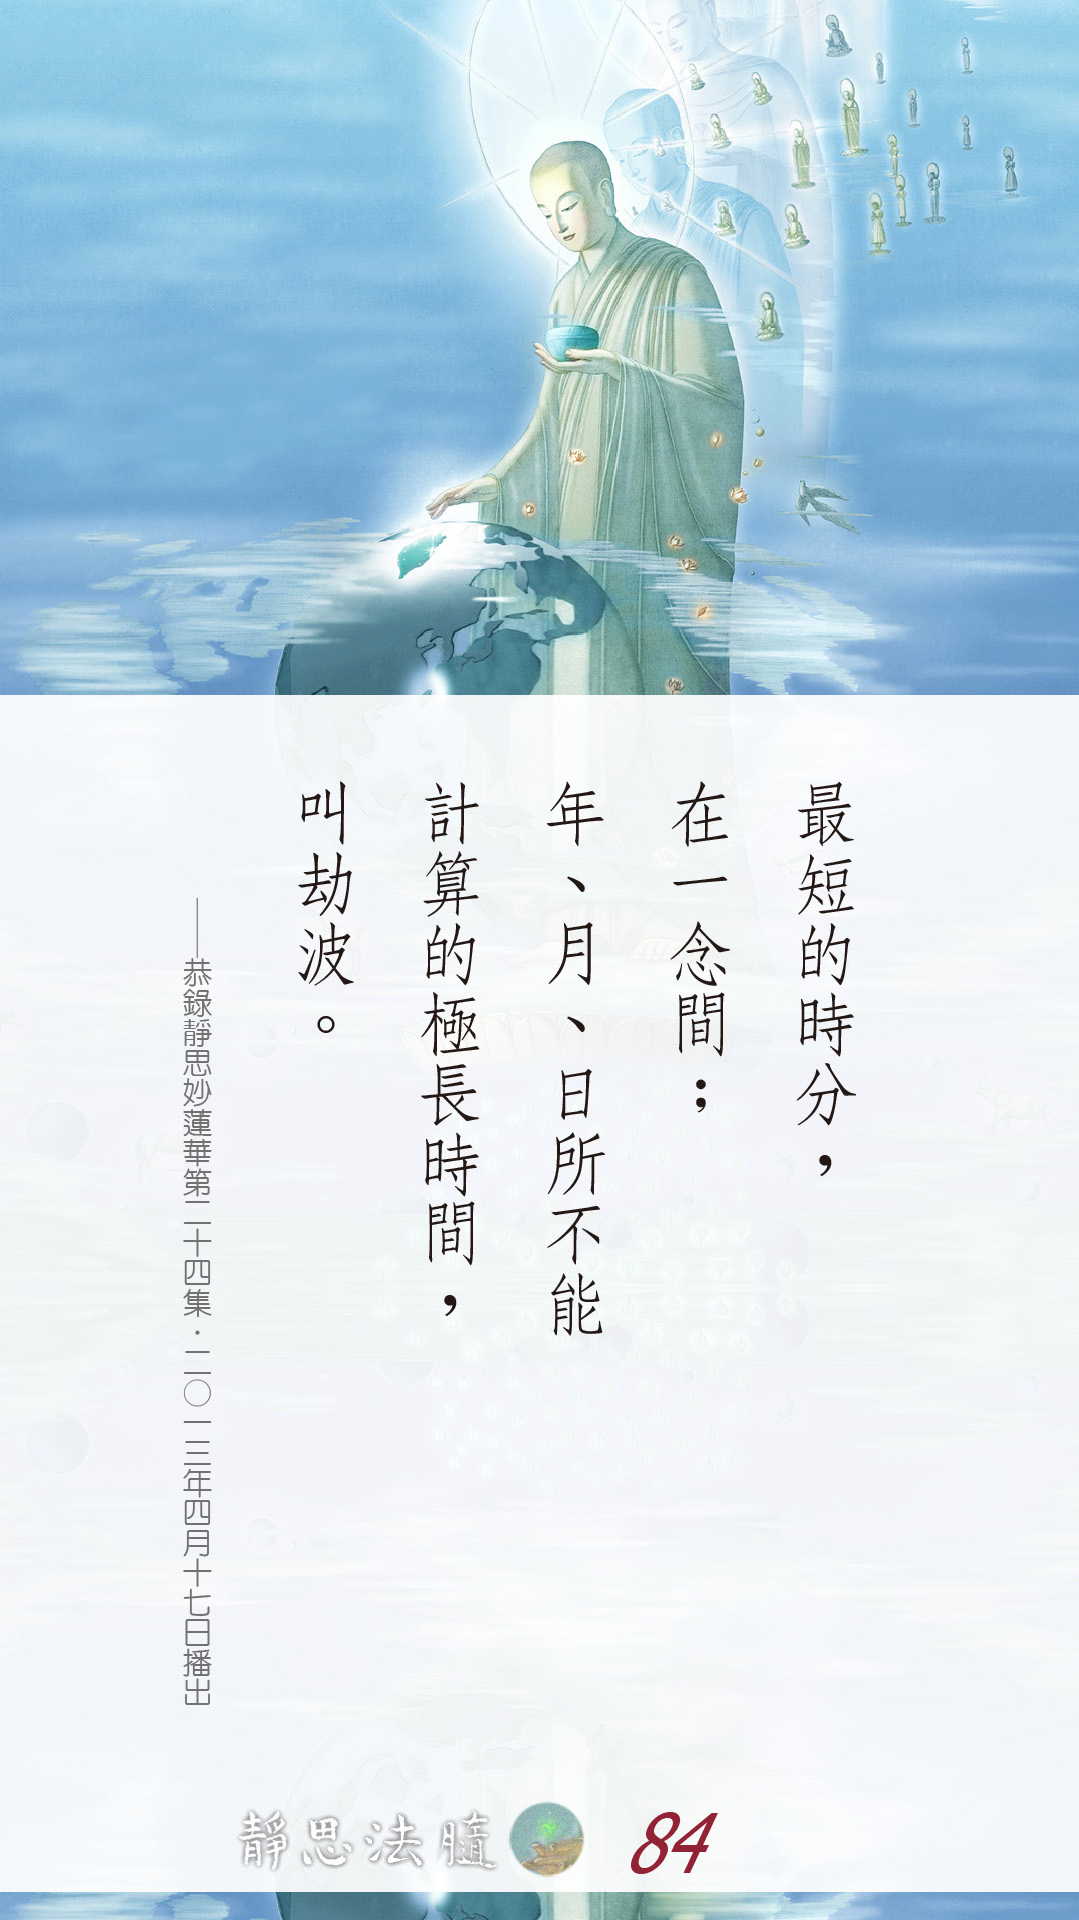 最短的時分，
在一念間；
年、月、日所不能
計算的極長時間，
叫劫波。
——恭錄靜思妙蓮華第二十四集·二〇一三年四月十七日播出
靜思法髓
84